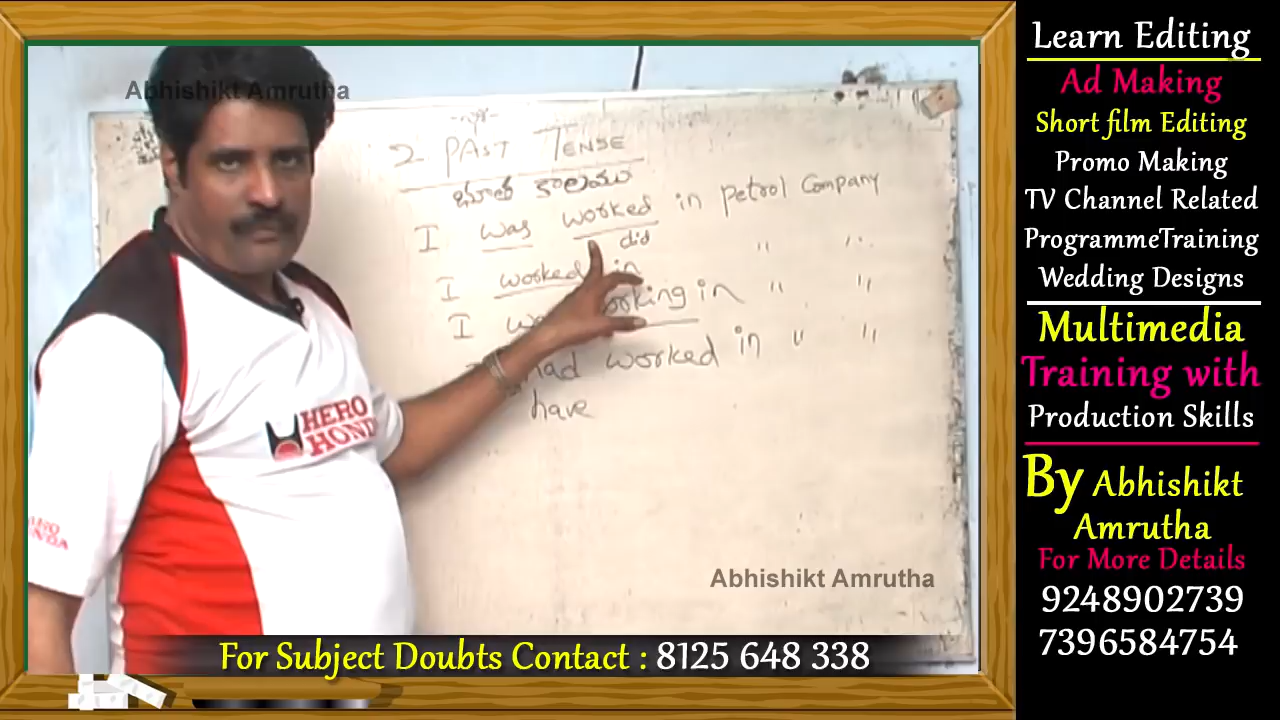 Abhishikt Amrutha
2- PAST TENSE
భూత కాలము
I was worked in petrol Company
did
I worked in " "
I orking in " "
had worked in " "
have
HERO
HOND
Abhishikt Amrutha
For Subject Doubts Contact : 8125 648 338
Learn Editing
Ad Making
Short film Editing
Promo Making
TV Channel Related
ProgrammeTraining
Wedding Designs
Multimedia
Training with
Production Skills
By Abhishikt
Amrutha
For More Details
9248902739
7396584754